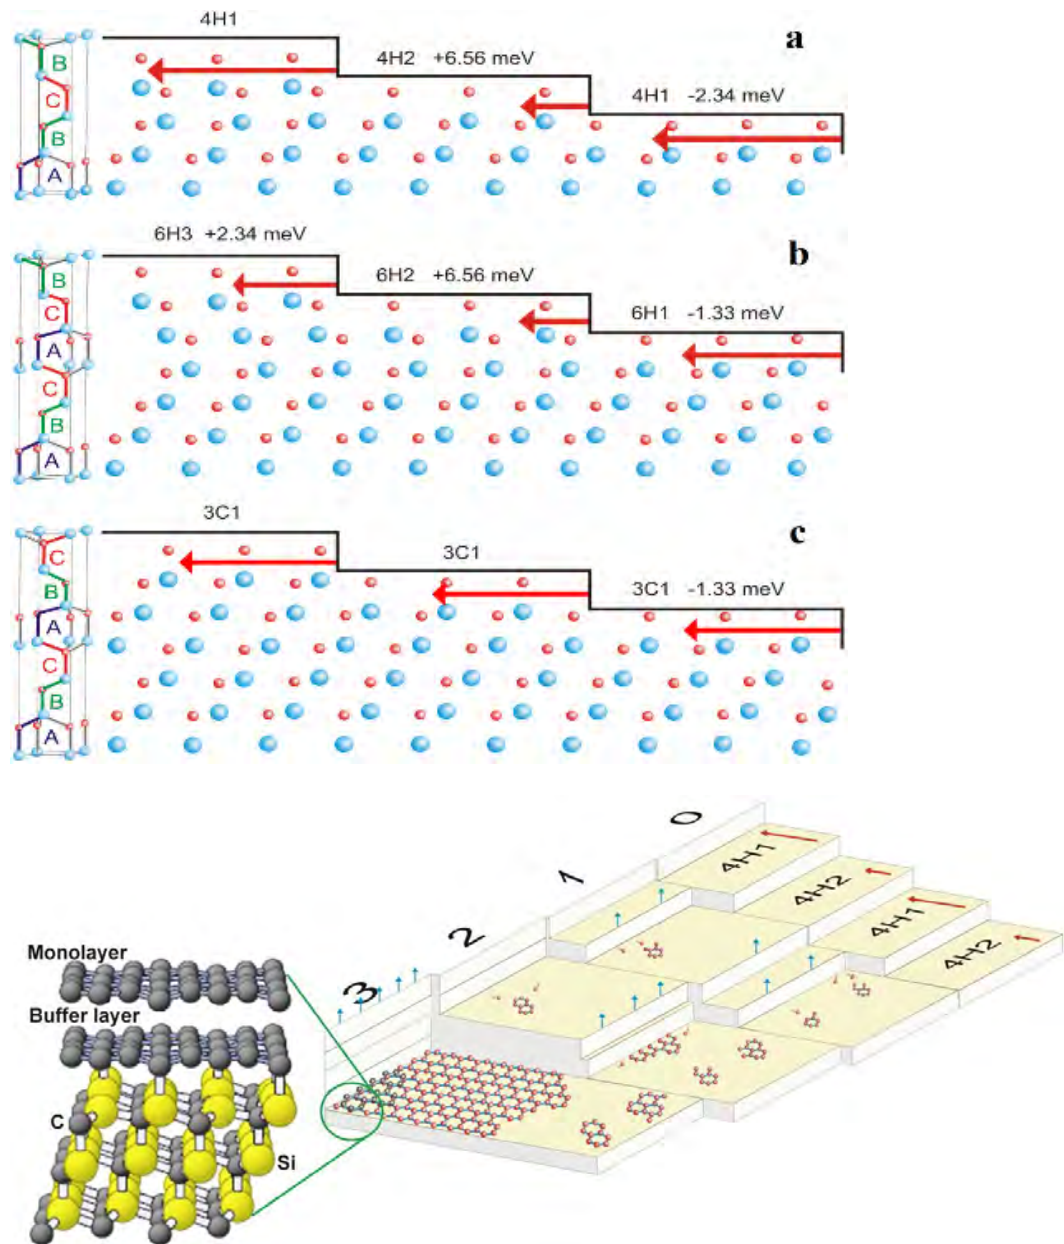 4H1
a
4H2 +6.56 meV
4H1 -2.34 meV
B
C
B
A
6H3 +2.34 meV
b
6H2 +6.56 meV
6H1 -1.33 meV
B
C
A
C
B
A
3C1
c
3C1
3C1 -1.33 meV
C
B
A
C
B
A
0
1
2
3
4H1
4H2
4H1
4H2
Monolayer
Buffer layer
C
Si